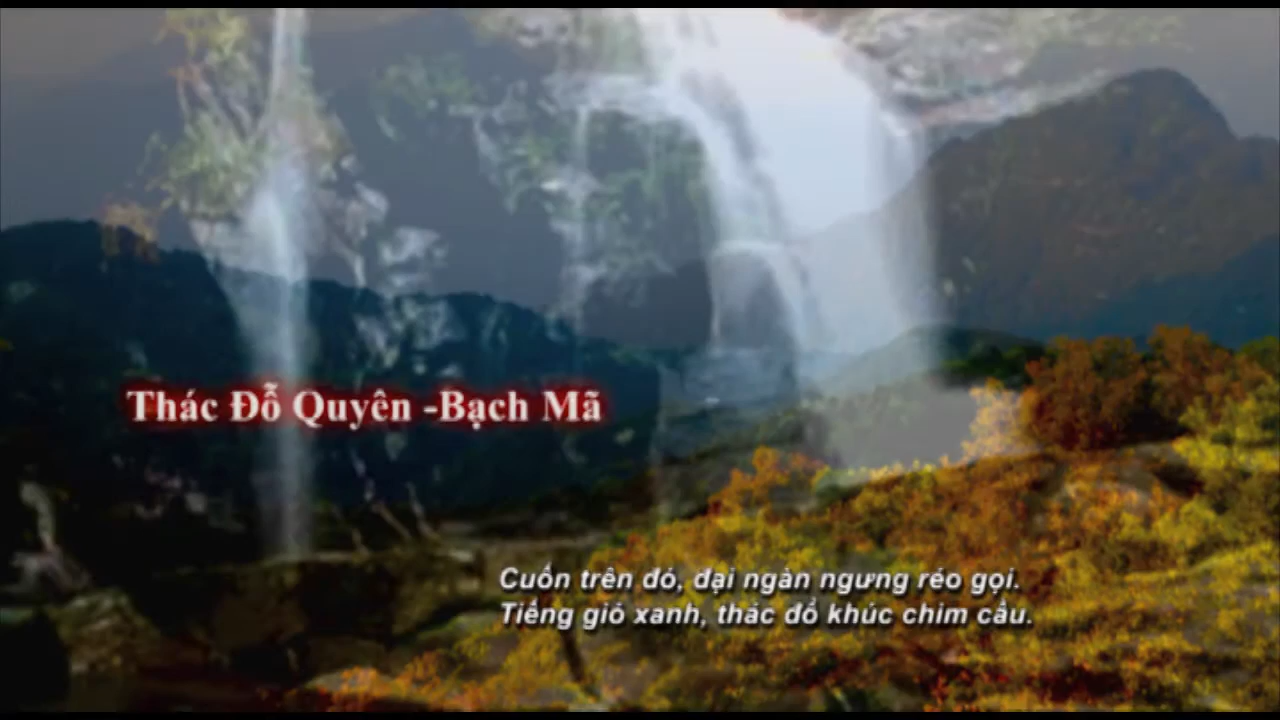 Thác Đỗ Quyên -Bạch Mã
Cuốn trên đó, đại ngàn ngưng réo gọi.
Tiếng gió xanh, thác đổ khúc chim cầu.